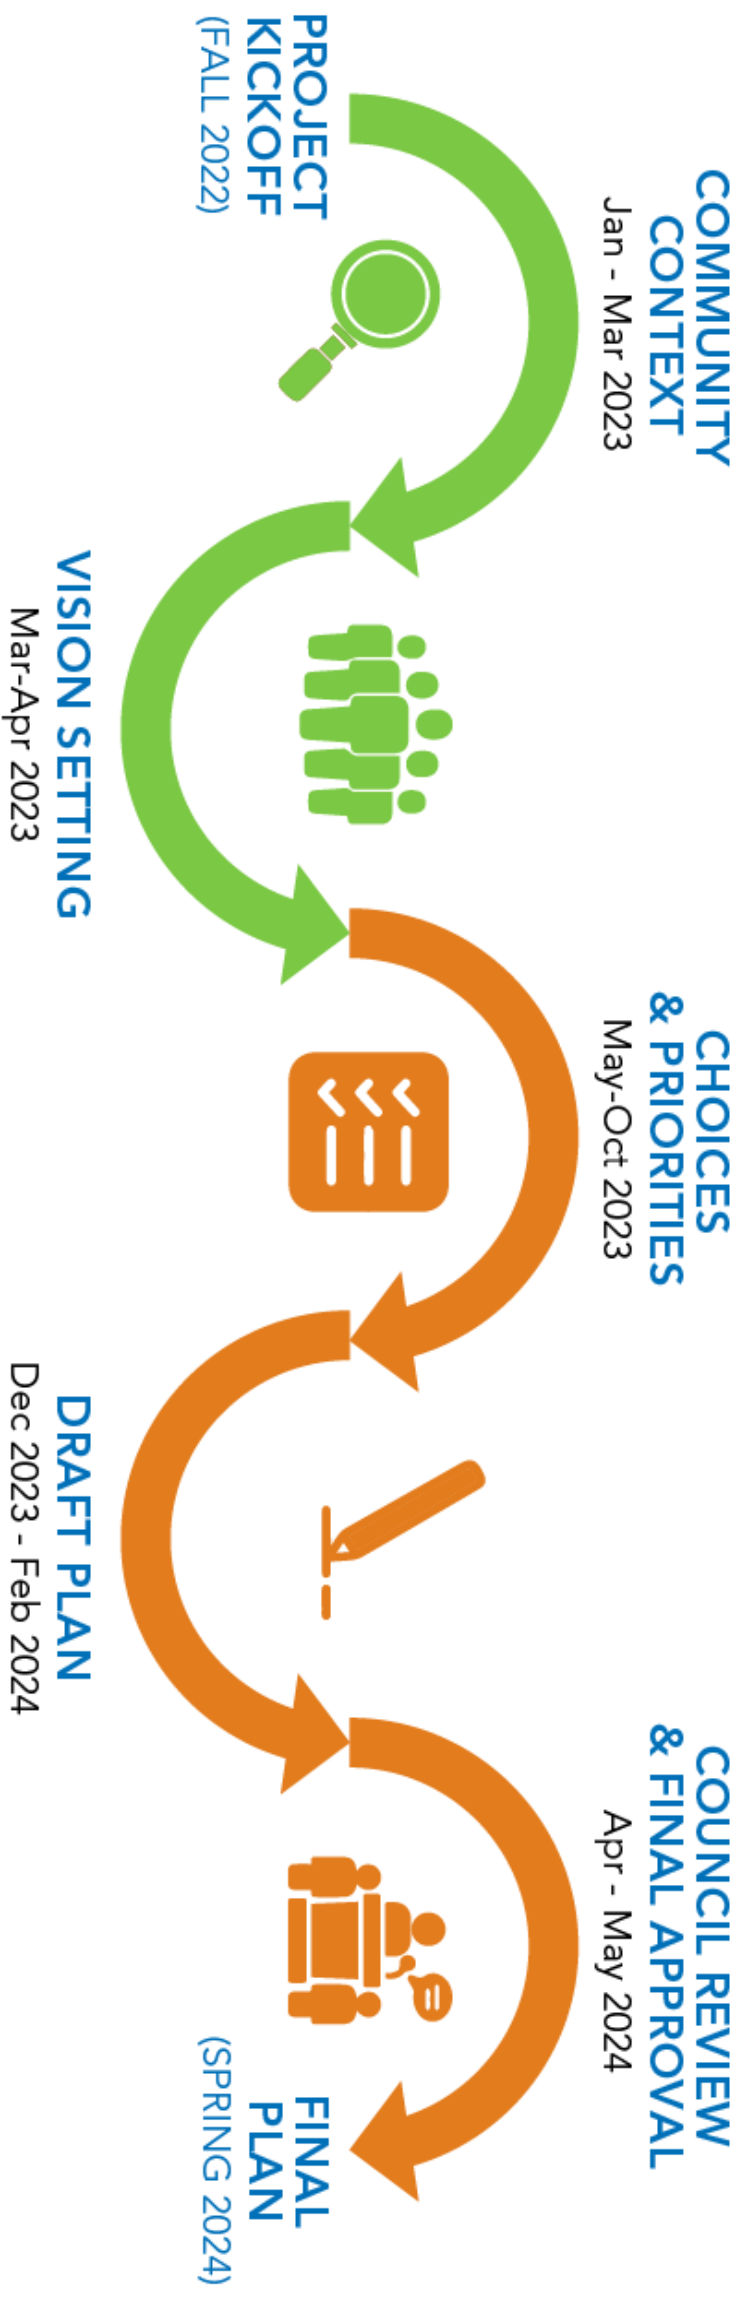 PROJECT
KICKOFF
(FALL 2022)
COMMUNITY
CONTEXT
Jan - Mar 2023
VISION SETTING
Mar-Apr 2023
CHOICES
& PRIORITIES
May-Oct 2023
DRAFT PLAN
Dec 2023 - Feb 2024
COUNCIL REVIEW
& FINAL APPROVAL
Apr - May 2024
FINAL
PLAN
(SPRING 2024)